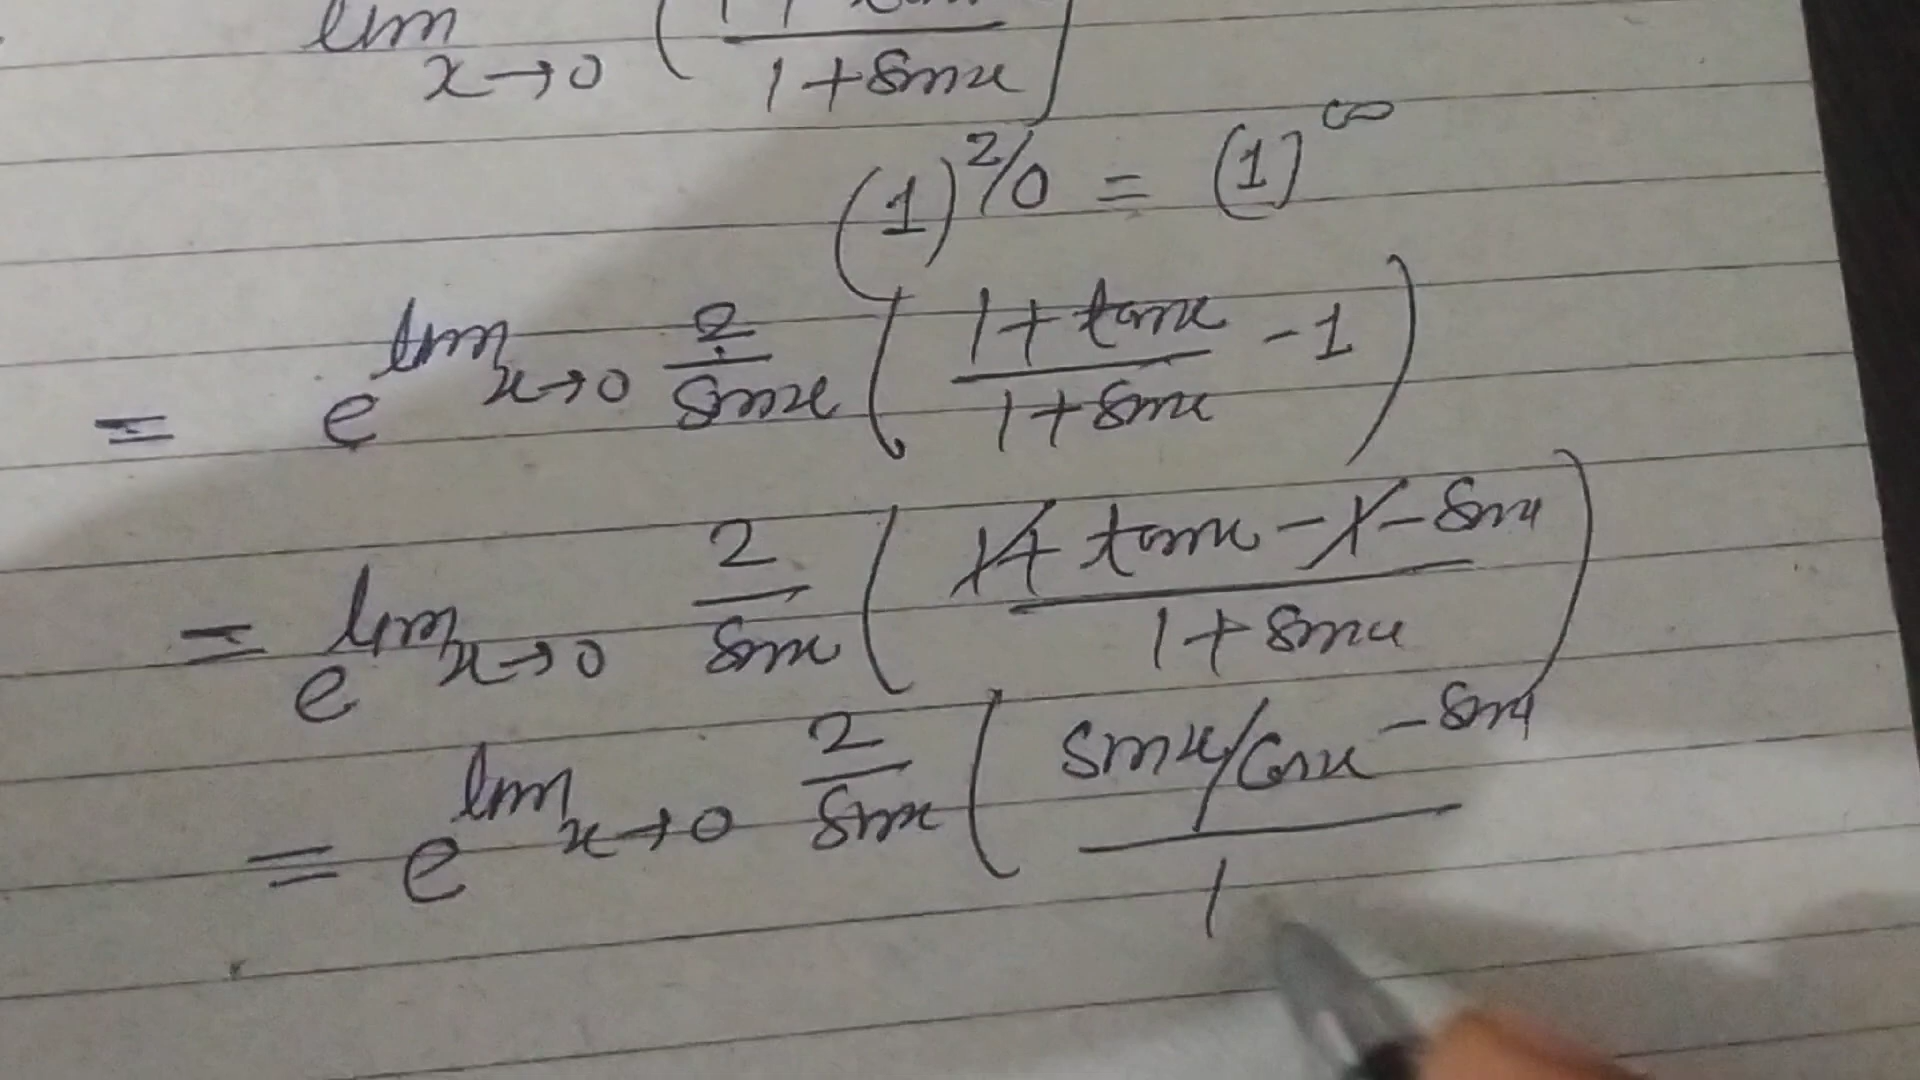 lim x→0 ( 1+tanx / 1+sinx )
(1)^2/0 = (1)^∞
= e^lim x→0 2/sinx ( 1+tanx / 1+sinx - 1 )
= e^lim x→0 2/sinx ( 1+tanx-1-sinx / 1+sinx )
= e^lim x→0 2/sinx ( sinx/cosx - sinx / 1